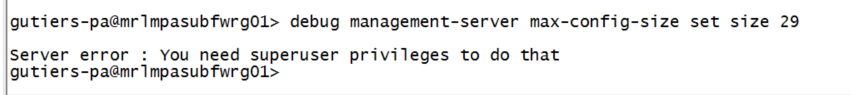 gutiers-pa@mrlmpasubfwrg01> debug management-server max-config-size set size 29
Server error : You need superuser privileges to do that
gutiers-pa@mrlmpasubfwrg01>